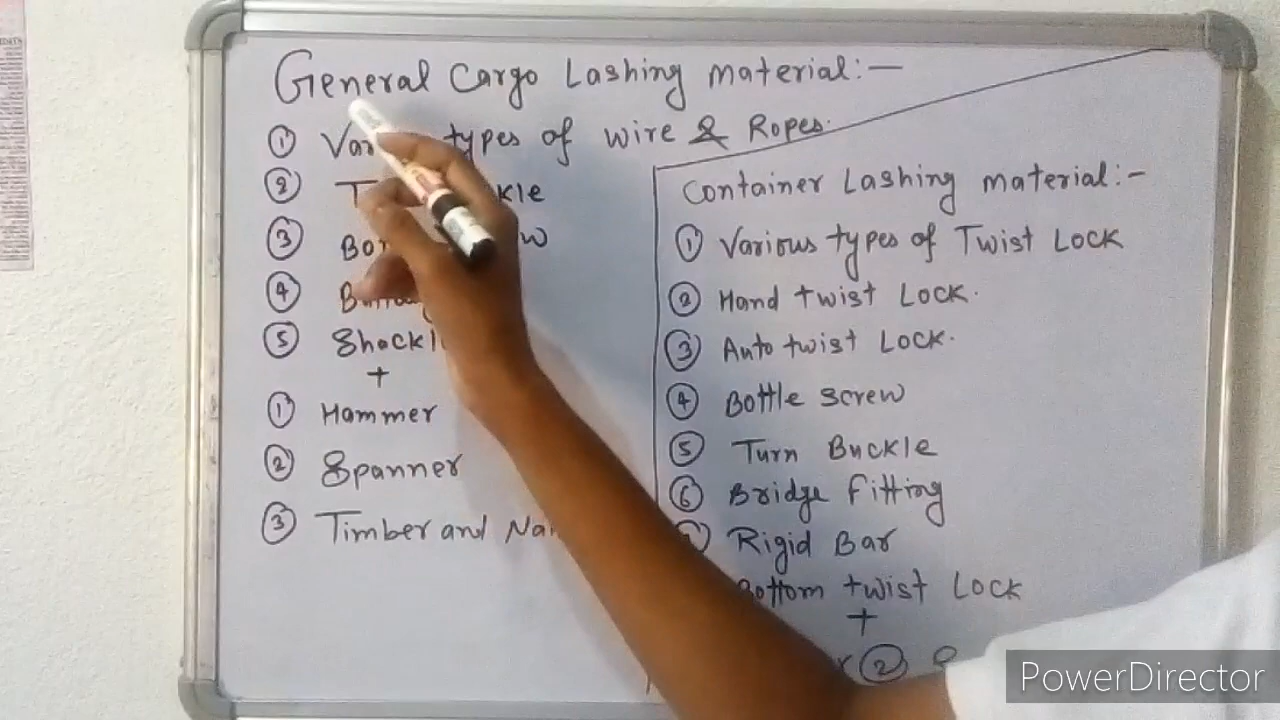 General Cargo Lashing material:-
① types of wire & Ropes.
②
③
④
⑤
+
① Hammer
② Spanner
③ Timber and
Container Lashing material:-
① Various types of Twist Lock
② Hand twist Lock.
③ Auto twist Lock.
④ Bottle screw
⑤ Turn Buckle
⑥ Bridge Fitting
Rigid Bar
Bottom twist Lock
+
②
PowerDirector